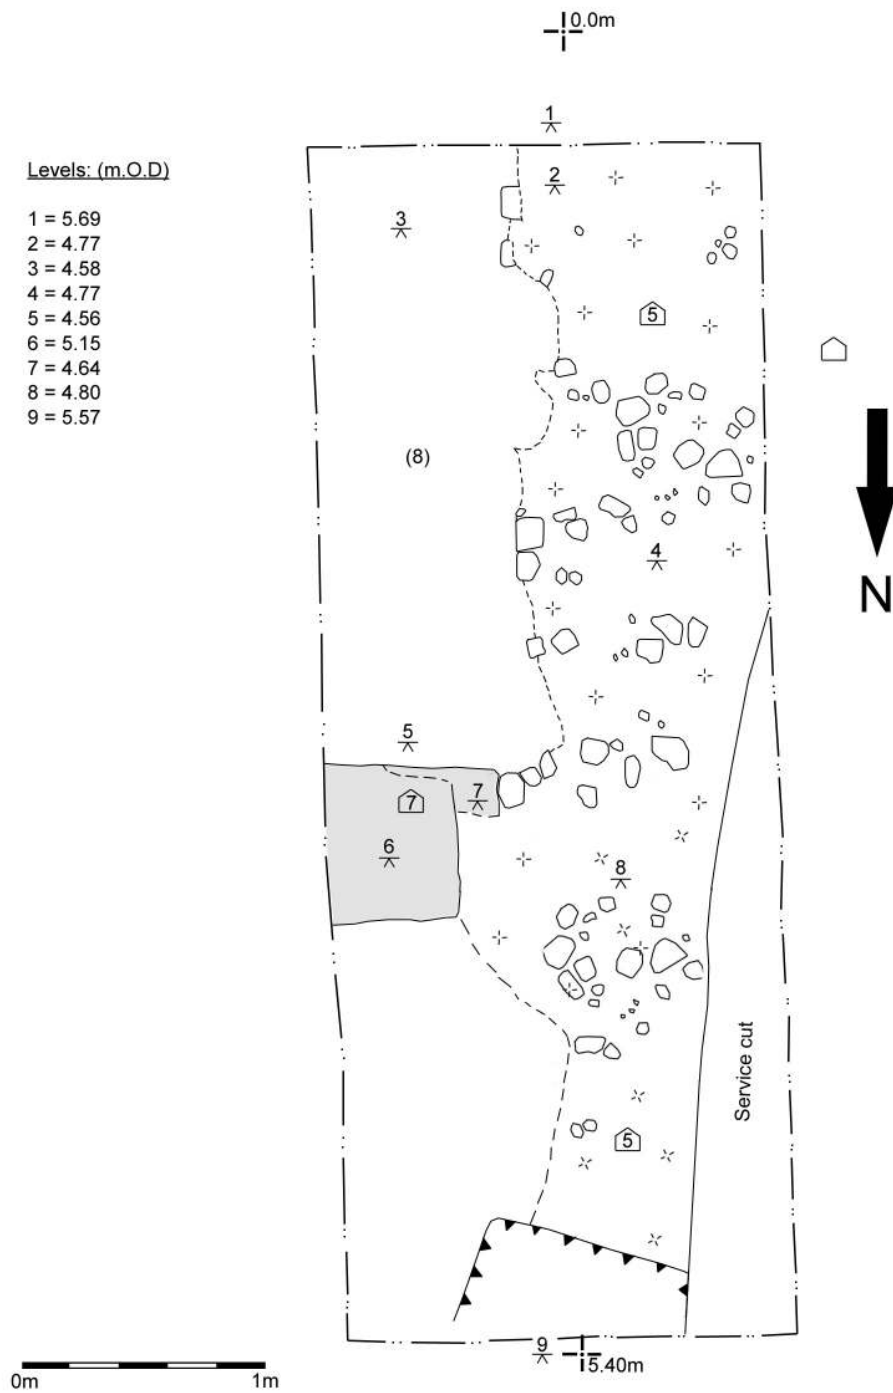 0.0m
1
Levels: (m.O.D)
2
3
1 = 5.69
2 = 4.77
3 = 4.58
4 = 4.77
5 = 4.56
6 = 5.15
7 = 4.64
8 = 4.80
9 = 5.57
5
(8)
4
N
5
7
7
6
8
Service cut
5
9
5.40m
0m
1m